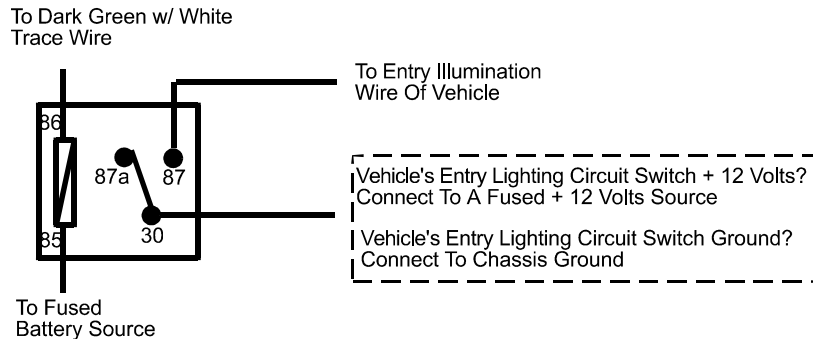 To Dark Green w/ White
Trace Wire
To Entry Illumination
Wire Of Vehicle
86
87a
87
85
30
Vehicle's Entry Lighting Circuit Switch + 12 Volts?
Connect To A Fused + 12 Volts Source
Vehicle's Entry Lighting Circuit Switch Ground?
Connect To Chassis Ground
To Fused
Battery Source